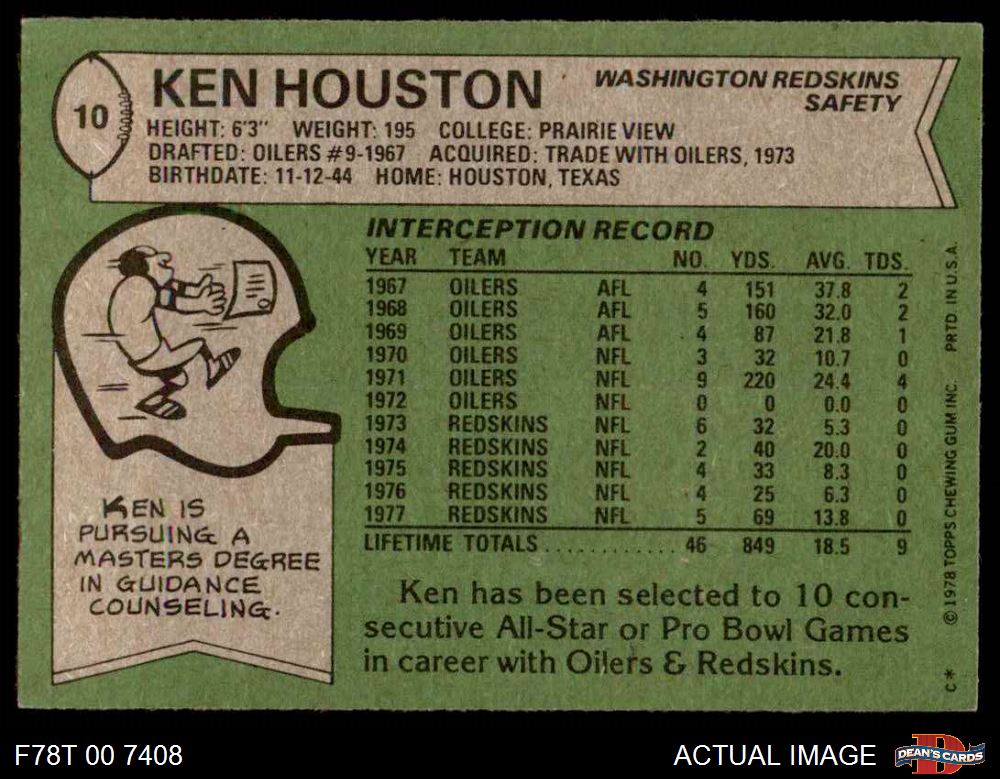 10
KEN HOUSTON
WASHINGTON REDSKINS
SAFETY
HEIGHT: 6'3" WEIGHT: 195 COLLEGE: PRAIRIE VIEW
DRAFTED: OILERS #9-1967 ACQUIRED: TRADE WITH OILERS, 1973
BIRTHDATE: 11-12-44 HOME: HOUSTON, TEXAS
INTERCEPTION RECORD
YEAR TEAM NO. YDS. AVG. TDS.
1967 OILERS AFL 4 151 37.8 2
1968 OILERS AFL 5 160 32.0 2
1969 OILERS AFL 4 87 21.8 1
1970 OILERS NFL 3 32 10.7 0
1971 OILERS NFL 9 220 24.4 4
1972 OILERS NFL 0 0 0.0 0
1973 REDSKINS NFL 6 32 5.3 0
1974 REDSKINS NFL 2 40 20.0 0
1975 REDSKINS NFL 4 33 8.3 0
1976 REDSKINS NFL 4 25 6.3 0
1977 REDSKINS NFL 5 69 13.8 0
LIFETIME TOTALS............ 46 849 18.5 9
KEN IS
PURSUING A
MASTERS DEGREE
IN GUIDANCE
COUNSELING.
Ken has been selected to 10 con-
secutive All-Star or Pro Bowl Games
in career with Oilers & Redskins.
C* ©1978 TOPPS CHEWING GUM INC. PRTD. IN U.S.A.
F78T 00 7408
ACTUAL IMAGE
D
DEAN'S CARDS